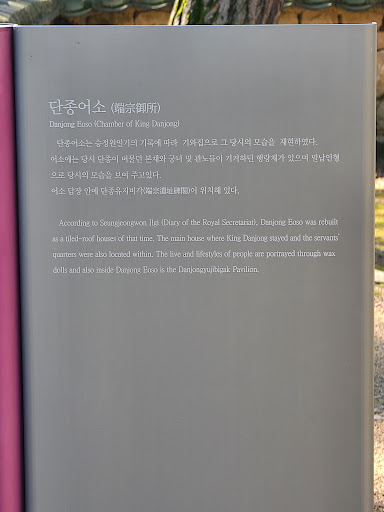 단종어소 (端宗御所)
Danjong Eoso (Chamber of King Danjong)
단종어소는 승정원일기의 기록에 따라 기와집으로 그 당시의 모습을 재현하였다.
어소에는 당시 단종이 머물던 본채와 궁녀 및 관노들이 기거하던 행랑채가 있으며 밀납인형
으로 당시의 모습을 보여 주고있다.
어소 담장 안에 단종유지비각(端宗遺址碑閣)이 위치해 있다.
According to Seungjeongwon Ilgi (Diary of the Royal Secretariat), Danjong Eoso was rebuilt
as a tiled-roof houses of that time. The main house where King Danjong stayed and the servants'
quarters were also located within. The live and lifestyles of people are portrayed through wax
dolls and also inside Danjong Eoso is the Danjongyujibigak Pavilion.